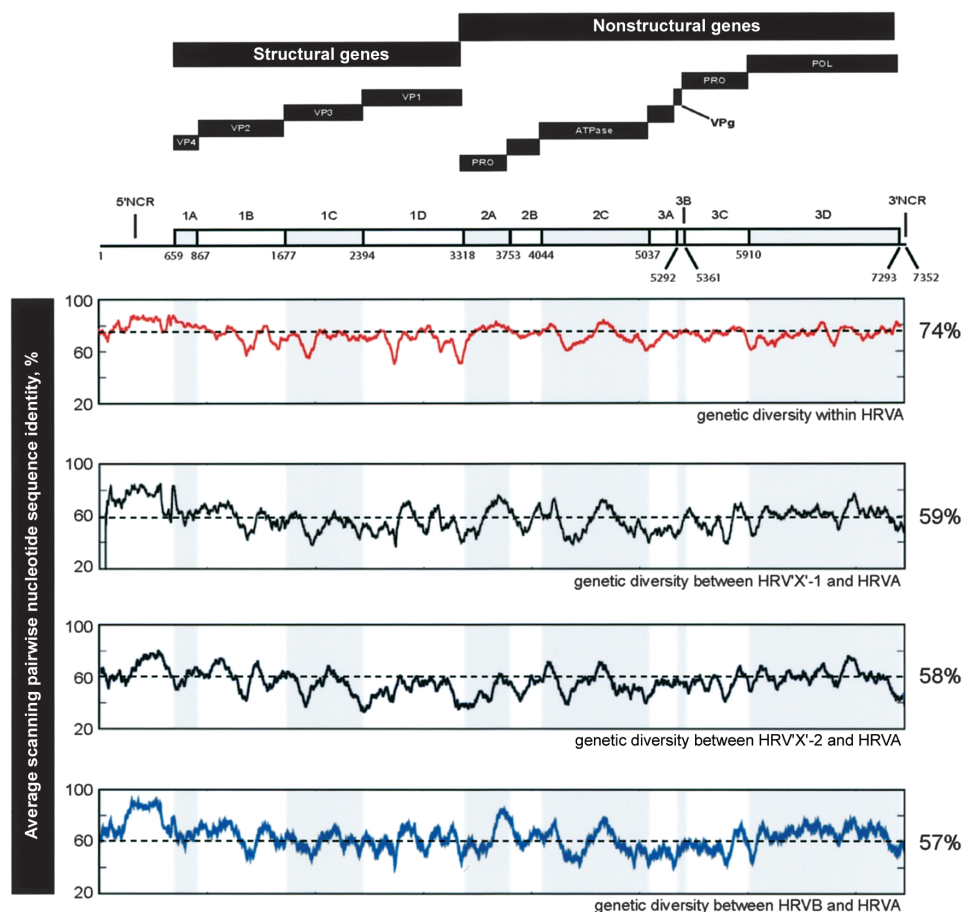 Nonstructural genes
Structural genes
POL
PRO
VP1
VP3
VPg
VP2
ATPase
VP4
PRO
5'NCR 3B 3'NCR
1A 1B 1C 1D 2A 2B 2C 3A 3C 3D
1 659 867 1677 2394 3318 3753 4044 5037 5910
5292 5361 7293 7352
Average scanning pairwise nucleotide sequence identity, %
100
60
20
74%
genetic diversity within HRVA
100
60
20
59%
genetic diversity between HRV'X'-1 and HRVA
100
60
20
58%
genetic diversity between HRV'X'-2 and HRVA
100
60
20
57%
genetic diversity between HRVB and HRVA